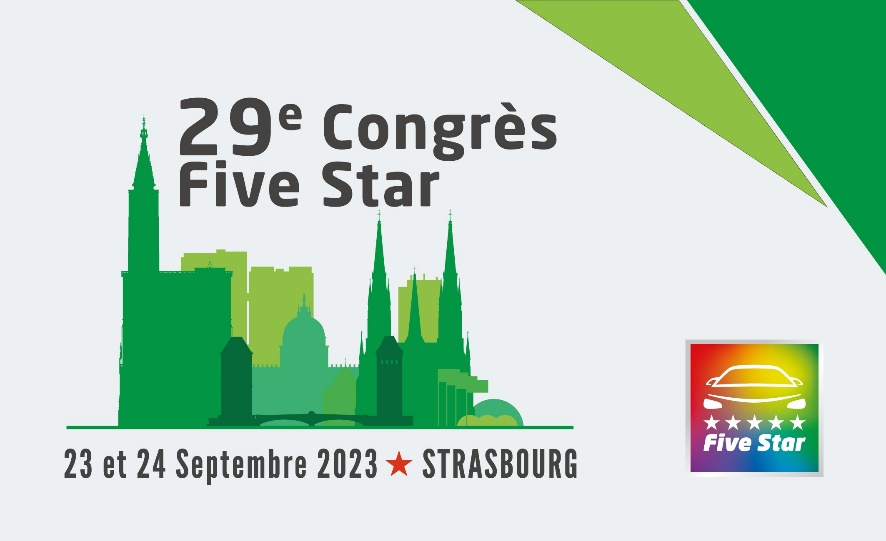 29e Congrès
Five Star
23 et 24 Septembre 2023 ★ STRASBOURG
Five Star